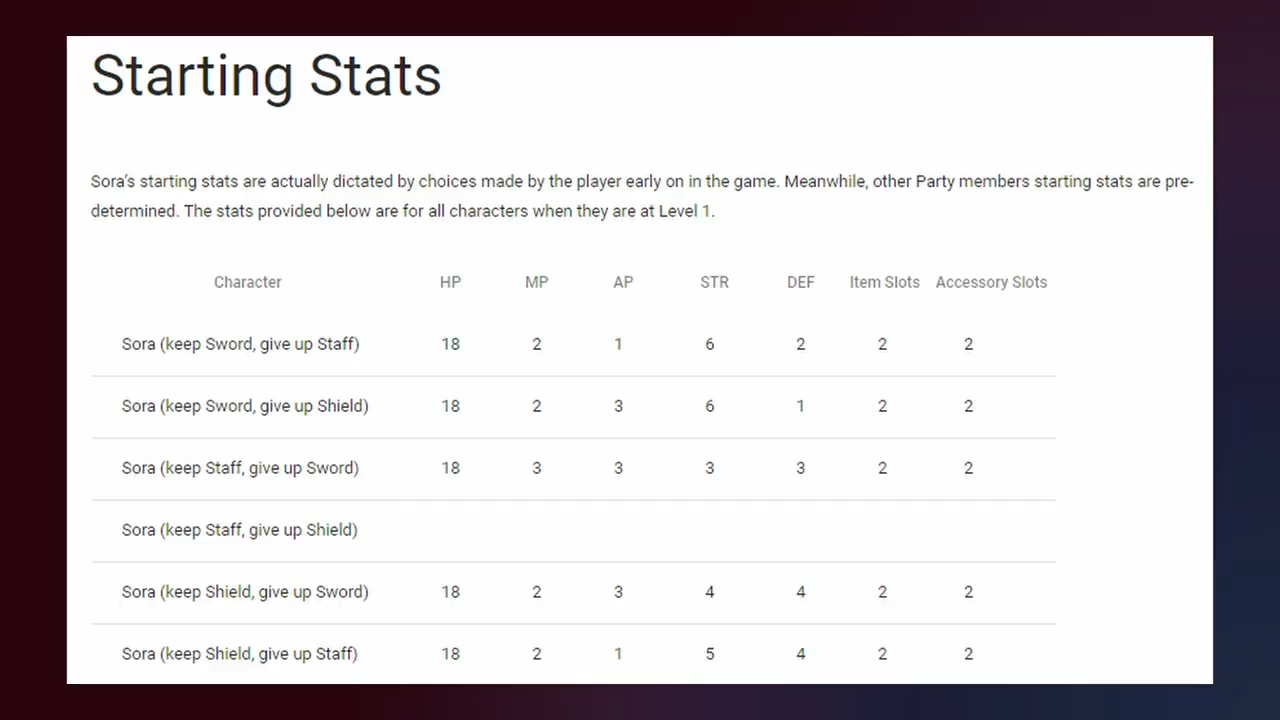 Starting Stats
Sora's starting stats are actually dictated by choices made by the player early on in the game. Meanwhile, other Party members starting stats are pre-
determined. The stats provided below are for all characters when they are at Level 1.
Character HP MP AP STR DEF Item Slots Accessory Slots
Sora (keep Sword, give up Staff) 18 2 1 6 2 2 2
Sora (keep Sword, give up Shield) 18 2 3 6 1 2 2
Sora (keep Staff, give up Sword) 18 3 3 3 3 2 2
Sora (keep Staff, give up Shield)
Sora (keep Shield, give up Sword) 18 2 3 4 4 2 2
Sora (keep Shield, give up Staff) 18 2 1 5 4 2 2